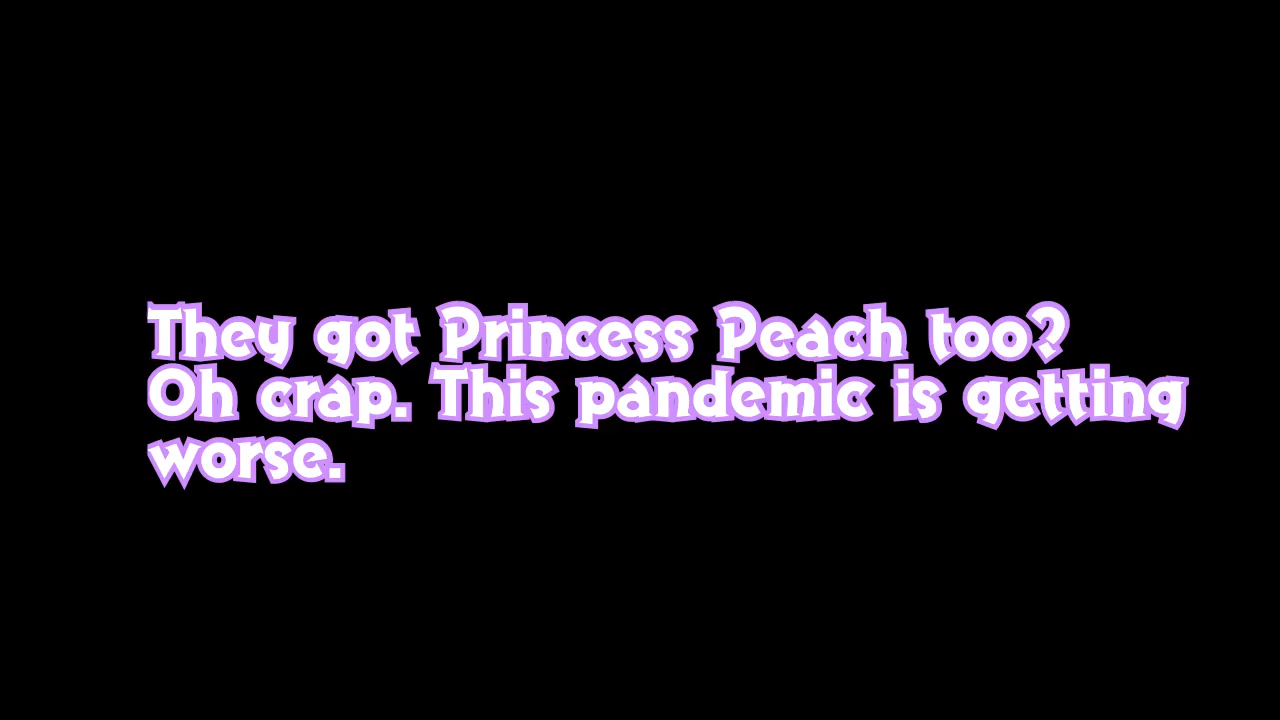 They got Princess Peach too?
Oh crap. This pandemic is getting
worse.